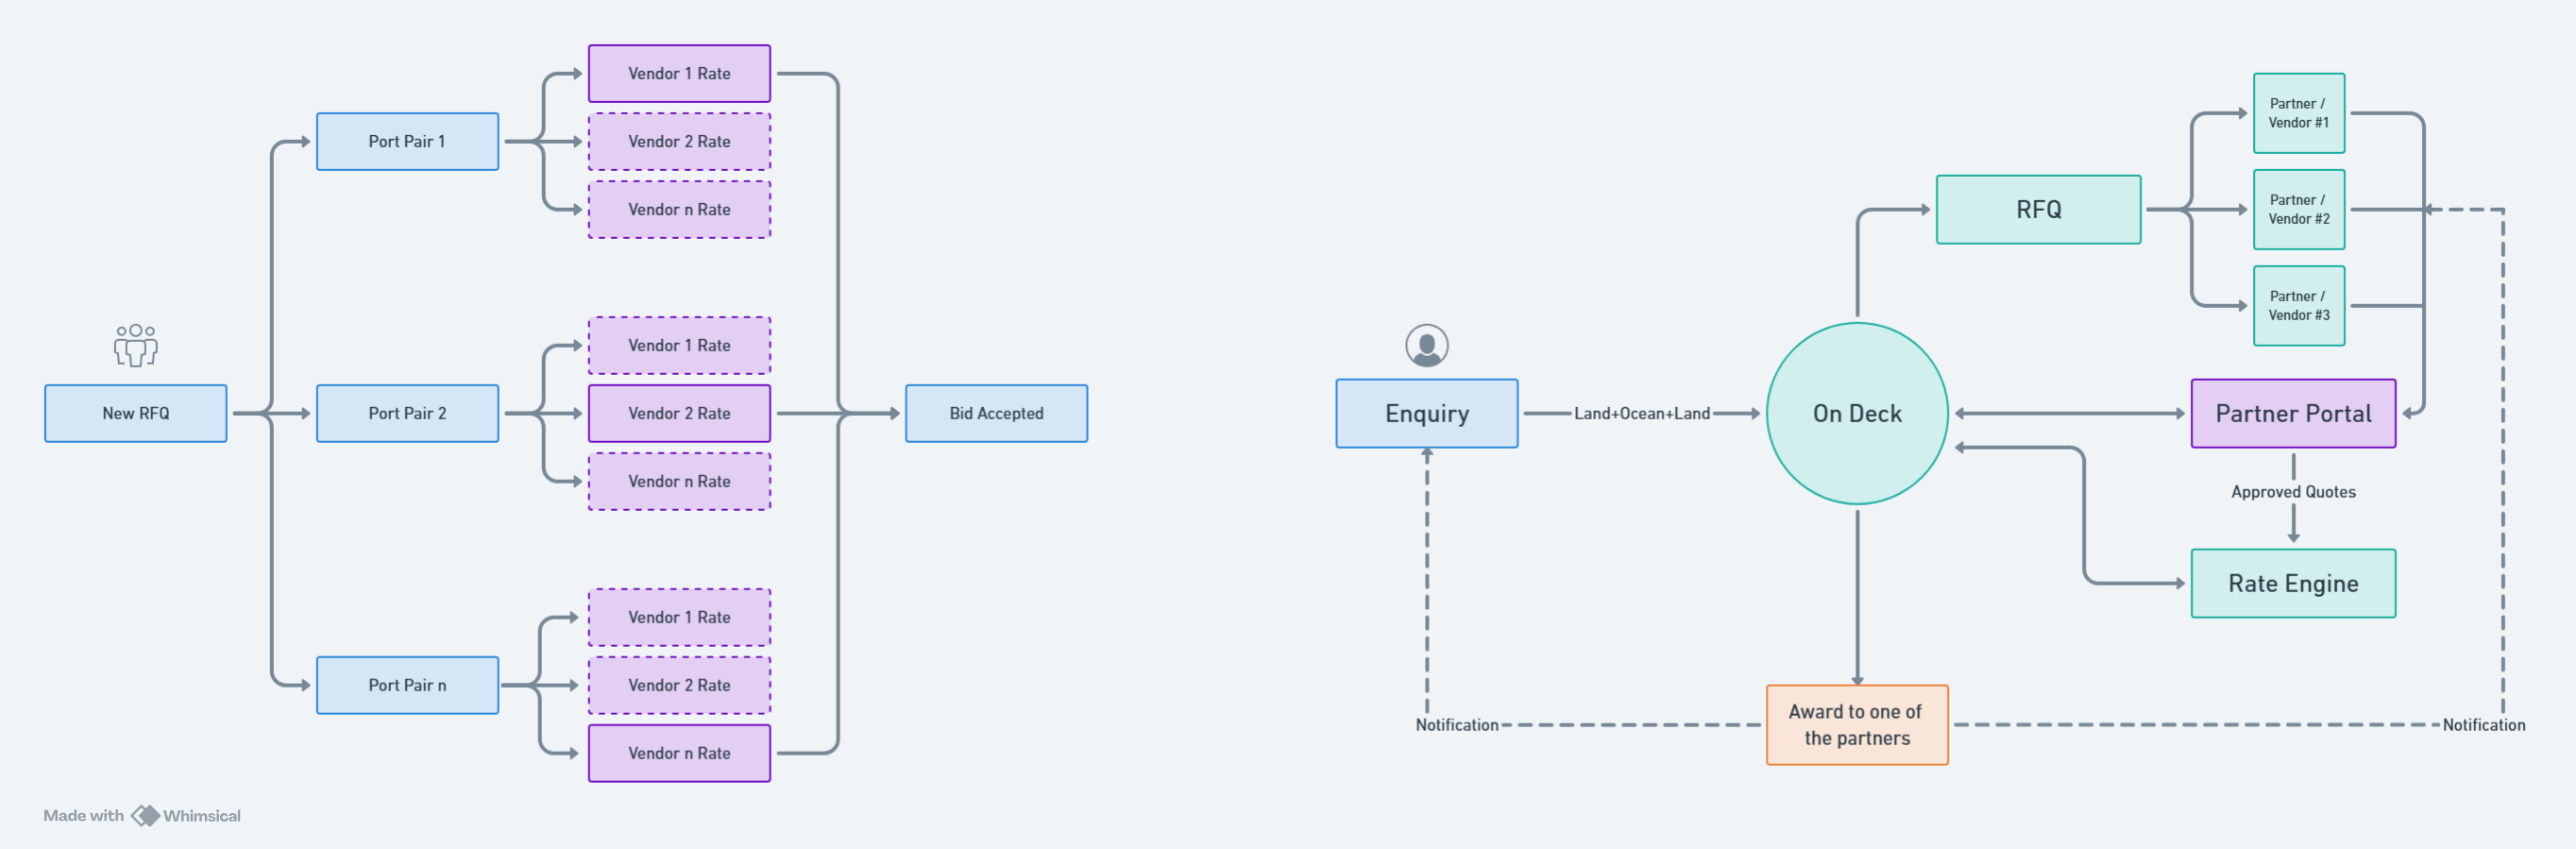 New RFQ
Port Pair 1
Vendor 1 Rate
Vendor 2 Rate
Vendor n Rate
Port Pair 2
Vendor 1 Rate
Vendor 2 Rate
Vendor n Rate
Port Pair n
Vendor 1 Rate
Vendor 2 Rate
Vendor n Rate
Bid Accepted
Enquiry
Land+Ocean+Land
On Deck
RFQ
Partner /
Vendor #1
Partner /
Vendor #2
Partner /
Vendor #3
Partner Portal
Approved Quotes
Rate Engine
Award to one of
the partners
Notification
Notification
Made with Whimsical